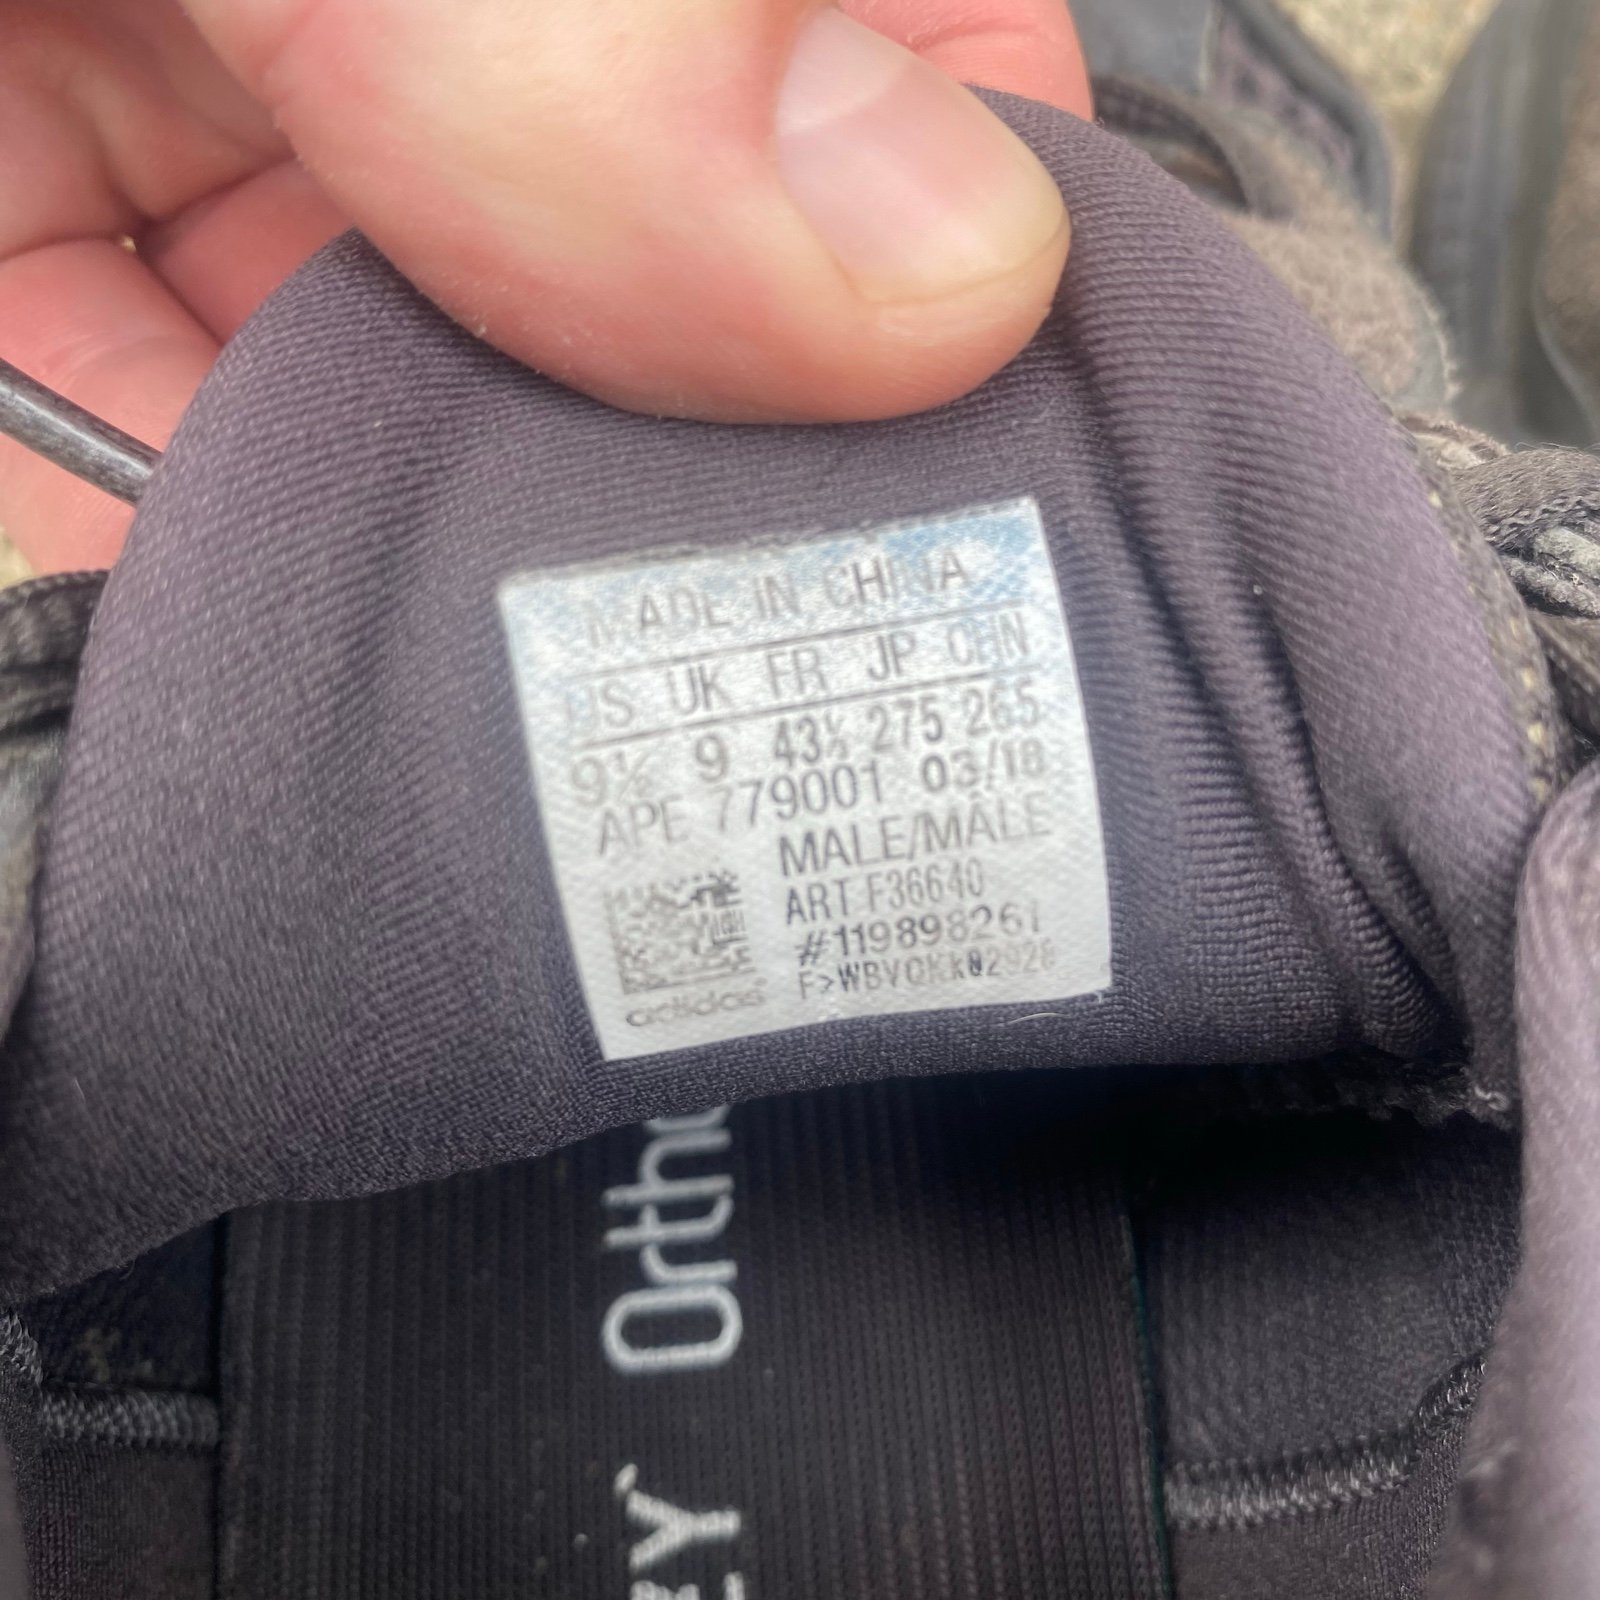 MADE IN CHINA
US UK FR JP CHN
9½ 9 43⅓ 275 265
APE 779001 03/18
MALE/MÂLE
ART F36640
#119898261
F>WBVQKk02928
adidas
Ortho
EY